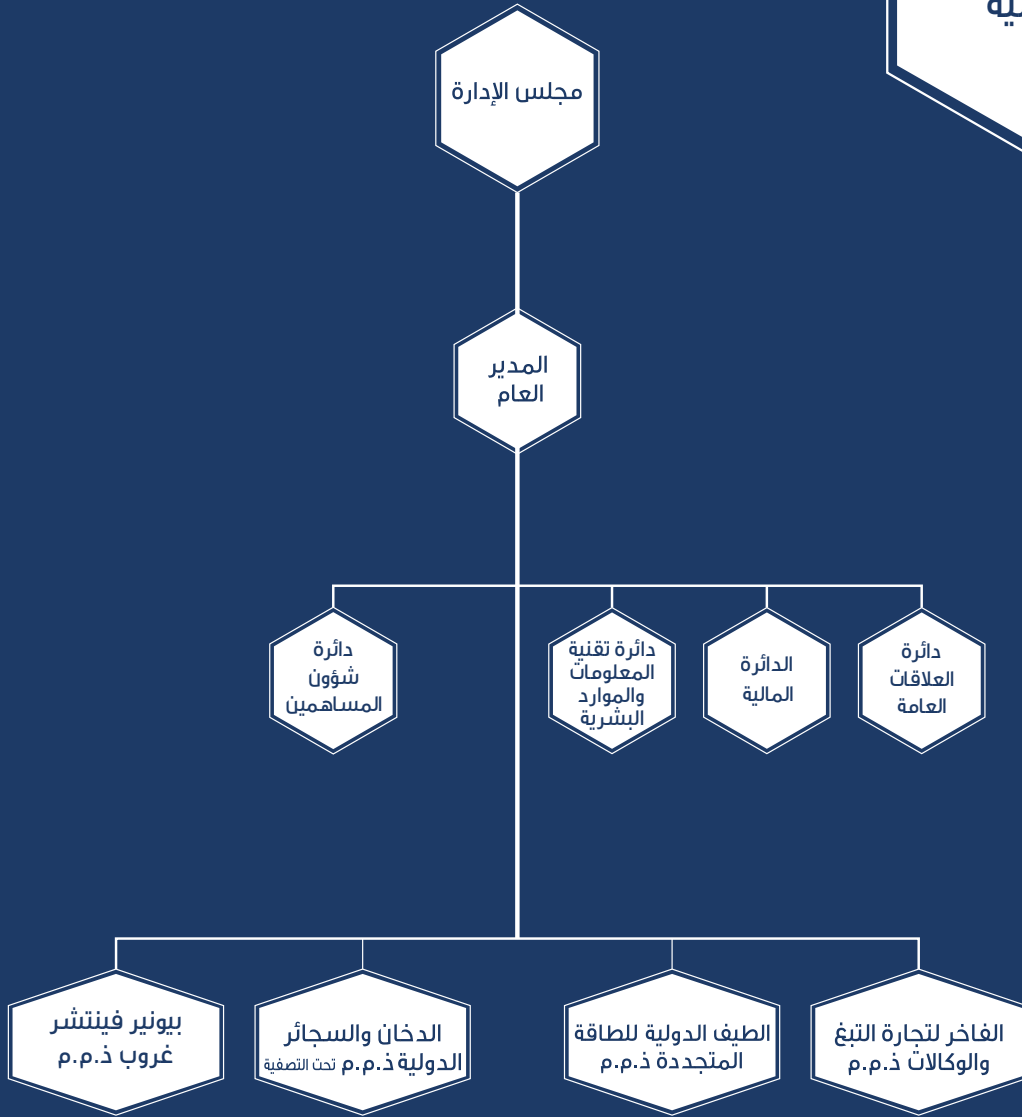 مجلس الإدارة
المدير
العام
دائرة
العلاقات
العامة
الدائرة
المالية
دائرة تقنية
المعلومات
والموارد
البشرية
دائرة
شؤون
المساهمين
الفاخر لتجارة التبغ
والوكالات ذ.م.م
الطيف الدولية للطاقة
المتجددة ذ.م.م
الدخان والسجائر
الدولية ذ.م.م تحت التصفية
بيونير فينتشر
غروب ذ.م.م